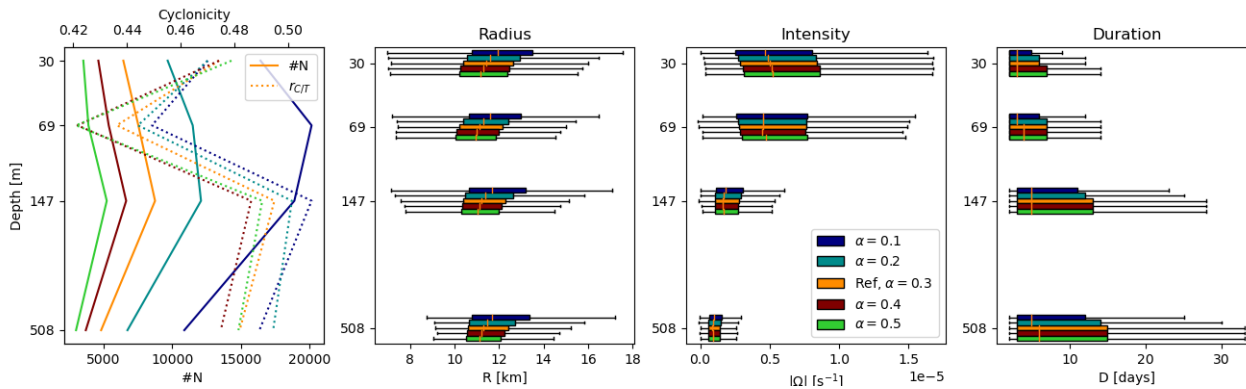 Cyclonicity
0.42 0.44 0.46 0.48 0.50
Depth [m]
30
69
147
508
#N
r_{C/T}
5000 10000 15000 20000
#N
Radius
30
69
147
508
8 10 12 14 16 18
R [km]
Intensity
30
69
147
508
α = 0.1
α = 0.2
Ref, α = 0.3
α = 0.4
α = 0.5
0.0 0.5 1.0 1.5
|Ω| [s⁻¹]
1e−5
Duration
30
69
147
508
10 20 30
D [days]